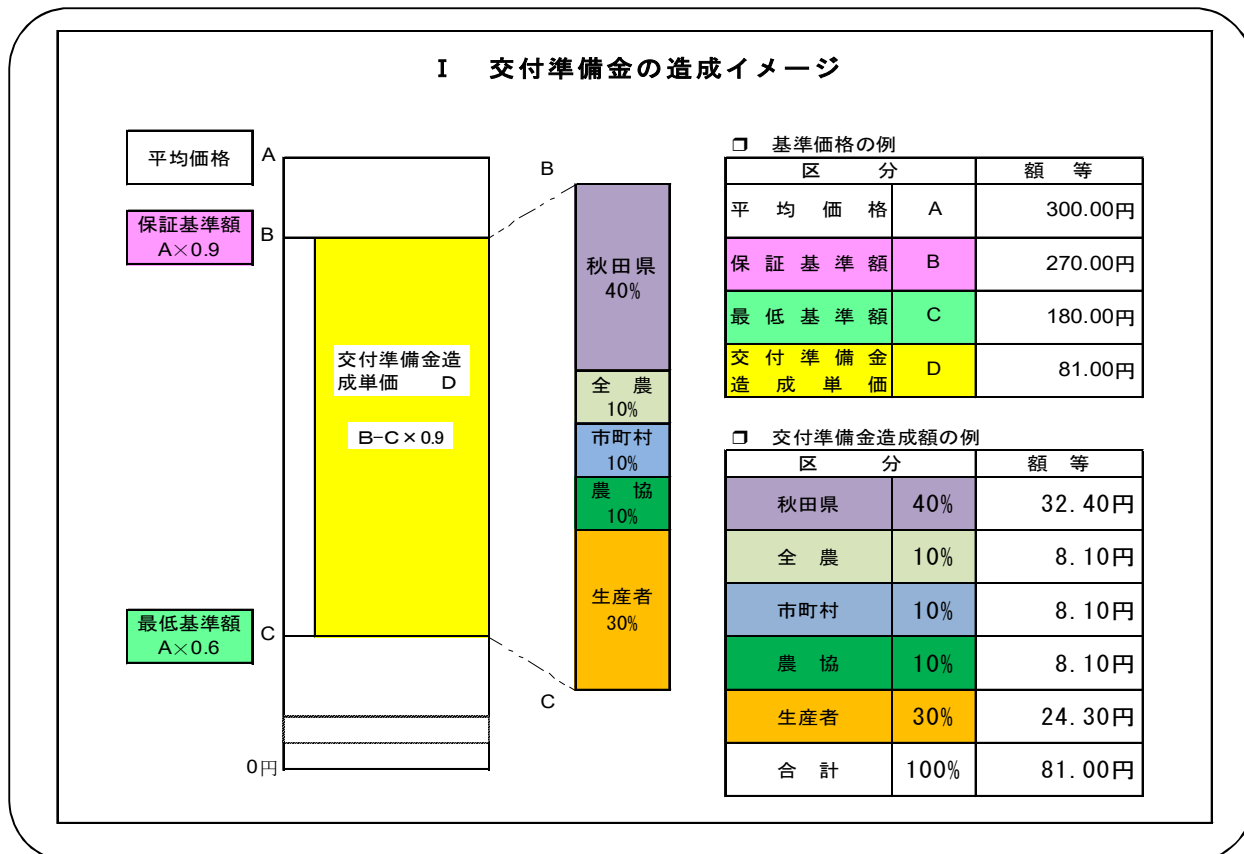 Ⅰ 交付準備金の造成イメージ
平均価格 A
保証基準額
A×0.9
B
交付準備金造
成単価 D
B-C×0.9
最低基準額
A×0.6
C
0円
B
秋田県
40%
全 農
10%
市町村
10%
農 協
10%
生産者
30%
C
❒ 基準価格の例
区 分 額 等
平 均 価 格 A 300.00円
保 証 基 準 額 B 270.00円
最 低 基 準 額 C 180.00円
交 付 準 備 金
造 成 単 価
D 81.00円
❒ 交付準備金造成額の例
区 分 額 等
秋田県 40% 32.40円
全 農 10% 8.10円
市町村 10% 8.10円
農 協 10% 8.10円
生産者 30% 24.30円
合 計 100% 81.00円